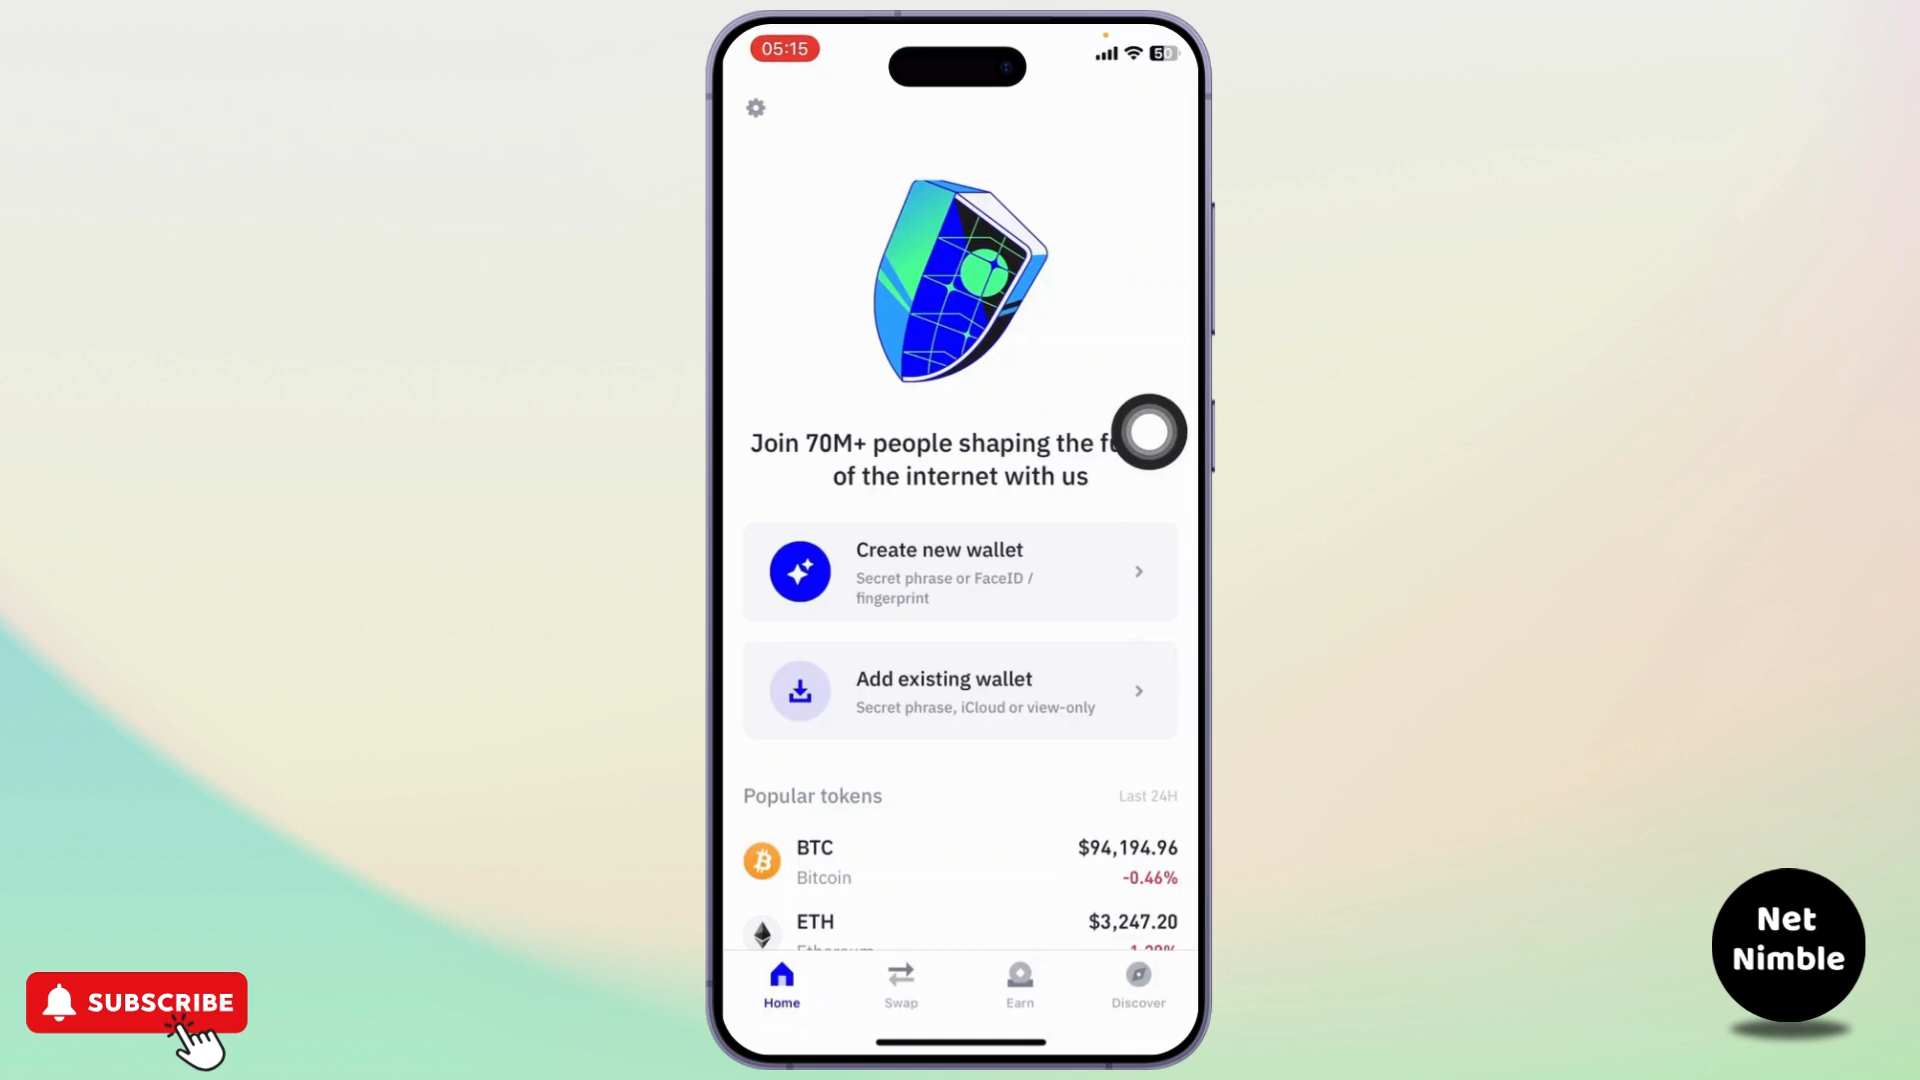 05:15
50
Join 70M+ people shaping the
of the internet with us
Create new wallet
Secret phrase or FaceID /
fingerprint
Add existing wallet
Secret phrase, iCloud or view-only
Popular tokens
Last 24H
BTC
$94,194.96
Bitcoin
-0.46%
ETH
$3,247.20
Home
Swap
Earn
Discover
SUBSCRIBE
Net
Nimble